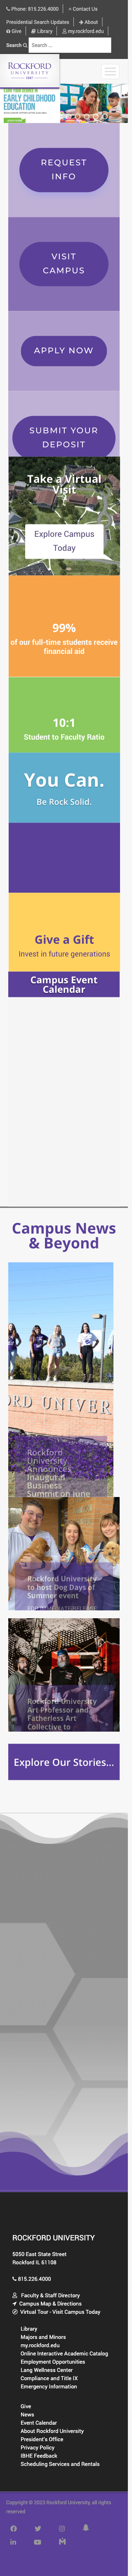 Phone: 815.226.4000
Contact Us
Presidential Search Updates
About
Give
Library
my.rockford.edu
Search
Search ...
ROCKFORD
UNIVERSITY
EARLY CHILDHOOD
EDUCATION
REQUEST
INFO
VISIT
CAMPUS
APPLY NOW
SUBMIT YOUR
DEPOSIT
Take a Virtual
Visit
Explore Campus
Today
99%
of our full-time students receive
financial aid
10:1
Student to Faculty Ratio
You Can.
Be Rock Solid.
Give a Gift
Invest in future generations
Campus Event
Calendar
Campus News
& Beyond
Rockford
University
Announces
Inaugural
Business
Summit on June
Rockford University
to host Dog Days of
Summer event
Rockford University
Art Professor and
Fatherless Art
Collective to
Explore Our Stories...
ROCKFORD UNIVERSITY
5050 East State Street
Rockford IL 61108
815.226.4000
Faculty & Staff Directory
Campus Map & Directions
Virtual Tour - Visit Campus Today
Library
Majors and Minors
my.rockford.edu
Online Interactive Academic Catalog
Employment Opportunities
Lang Wellness Center
Compliance and Title IX
Emergency Information
Give
News
Event Calendar
About Rockford University
President's Office
Privacy Policy
IBHE Feedback
Scheduling Services and Rentals
Copyright © 2023 Rockford University, all rights
reserved